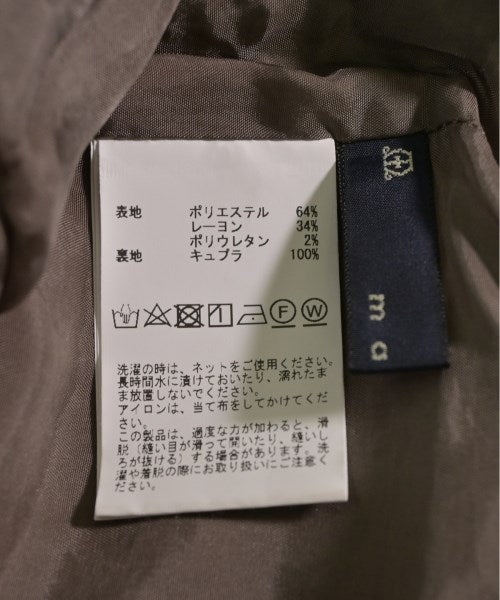 表地 ポリエステル 64%
レーヨン 34%
ポリウレタン 2%
裏地 キュプラ 100%
F W
洗濯の時は、ネットをご使用ください。
長時間水に漬けておいたり、濡れたま
ま放置しないでください。
アイロンは、当て布をしてかけてくだ
さい。
この製品は、過度な力が加わると、滑
脱（縫い目が滑って開いたり、縫いし
ろが抜ける）する場合があります。洗
濯や着脱の際にお取り扱いにご注意く
ださい。
m a